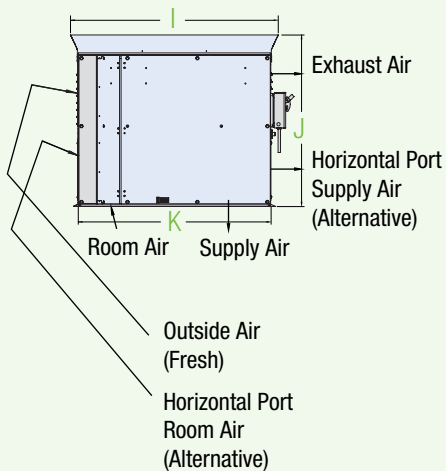 I
Exhaust Air
J
Horizontal Port
Supply Air
(Alternative)
K
Room Air
Supply Air
Outside Air
(Fresh)
Horizontal Port
Room Air
(Alternative)